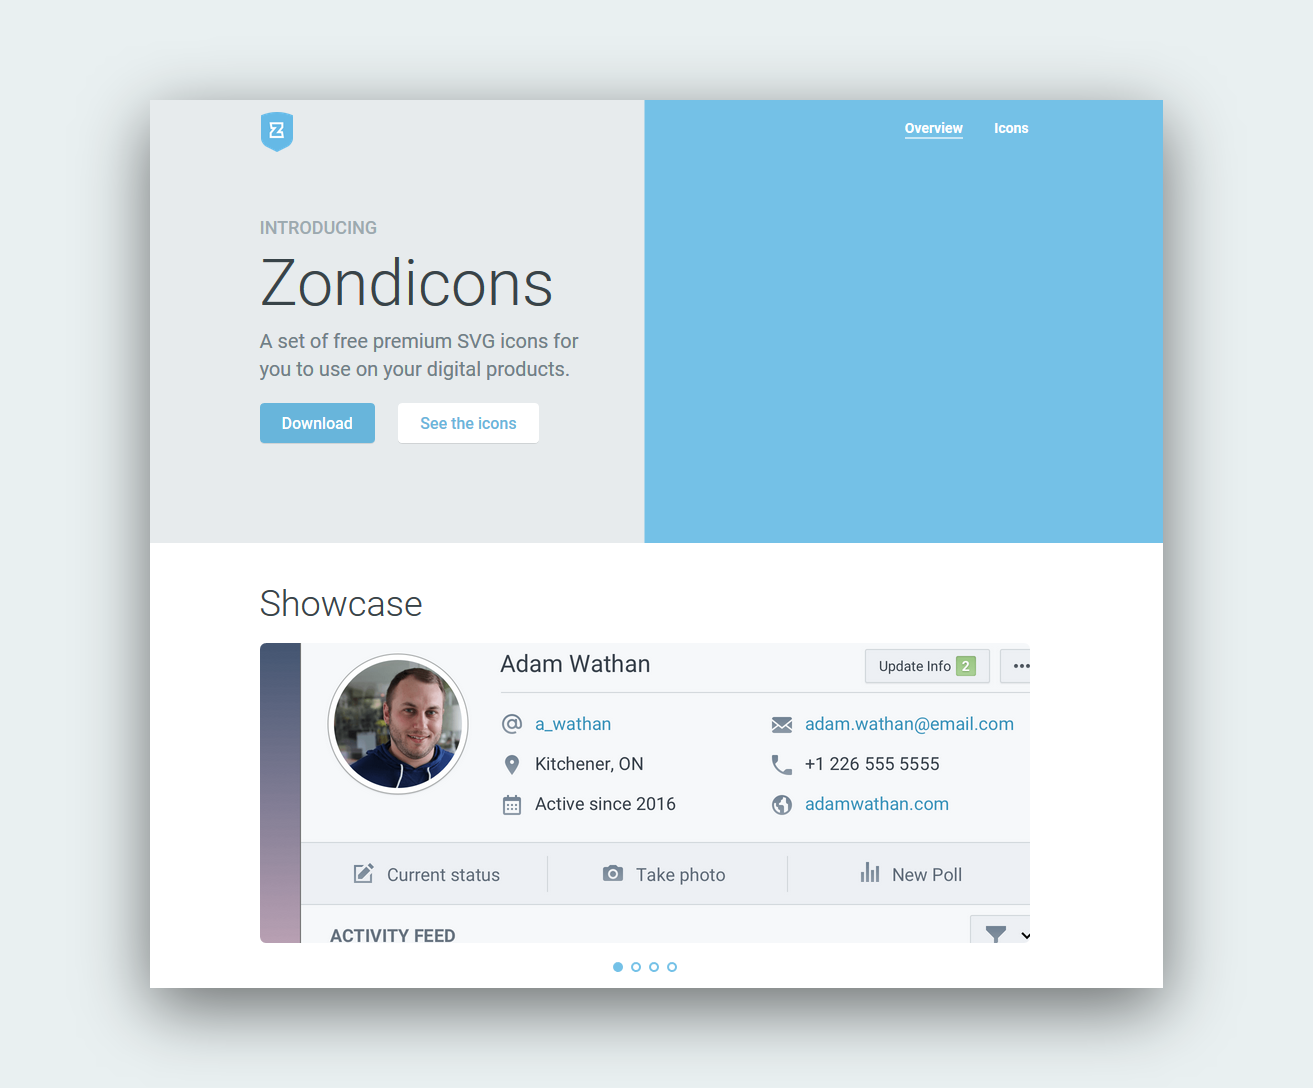 Z
Overview Icons
INTRODUCING
Zondicons
A set of free premium SVG icons for
you to use on your digital products.
Download See the icons
Showcase
Adam Wathan Update Info 2
a_wathan adam.wathan@email.com
Kitchener, ON +1 226 555 5555
Active since 2016 adamwathan.com
Current status Take photo New Poll
ACTIVITY FEED